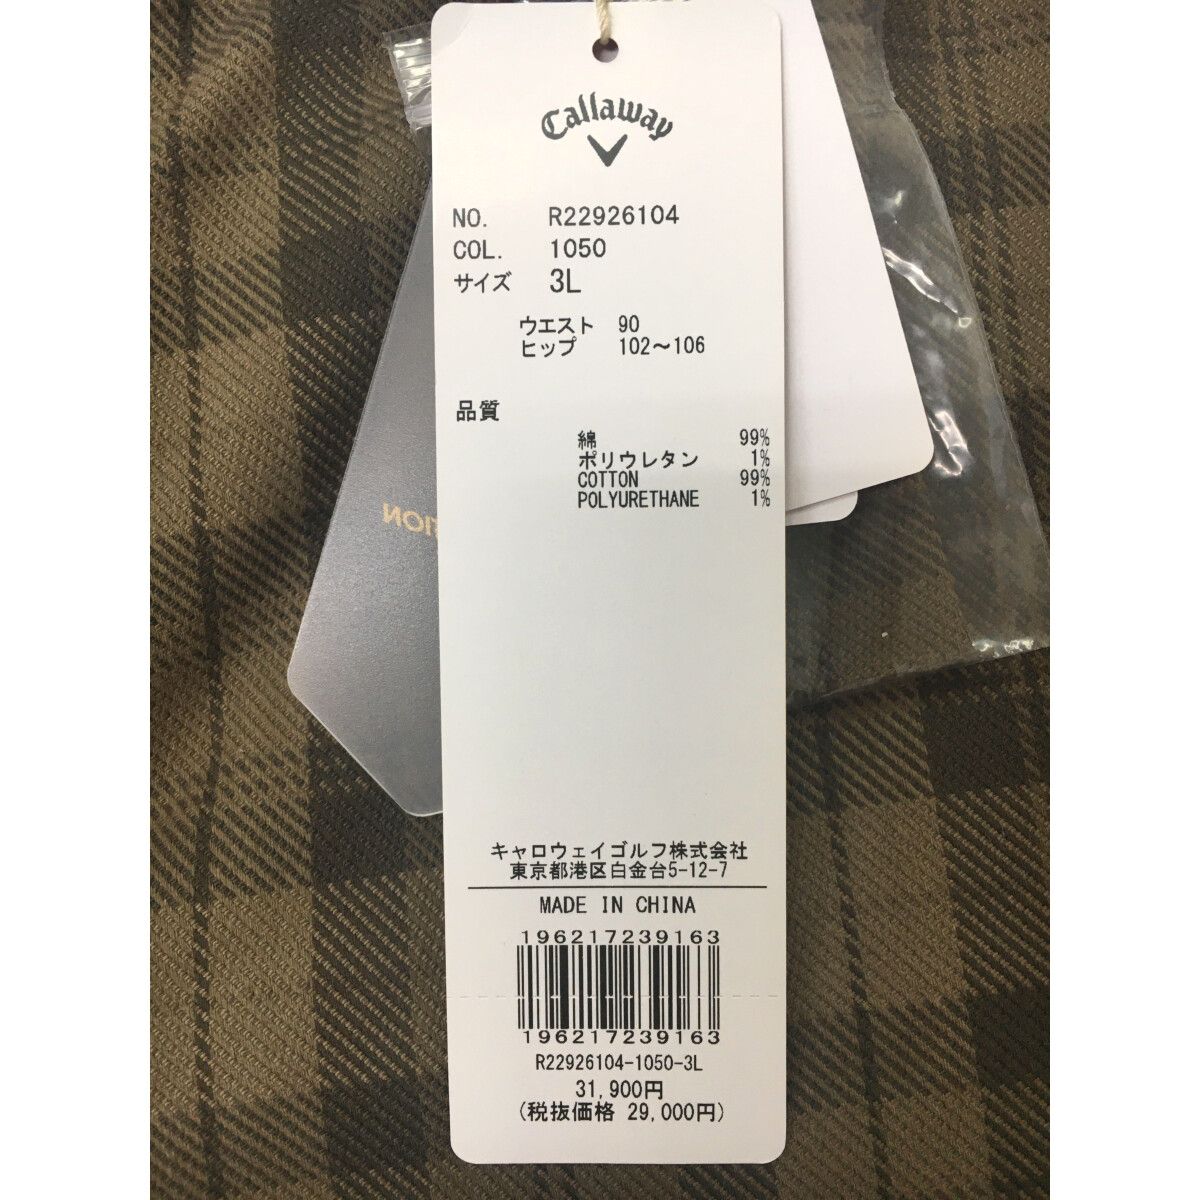 Callaway
NO. R22926104
COL. 1050
サイズ 3L
ウエスト 90
ヒップ 102～106
品質
綿 99%
ポリウレタン 1%
COTTON 99%
POLYURETHANE 1%
キャロウェイゴルフ株式会社
東京都港区白金台5-12-7
MADE IN CHINA
196217239163
196217239163
R22926104-1050-3L
31,900円
(税抜価格 29,000円)
ION